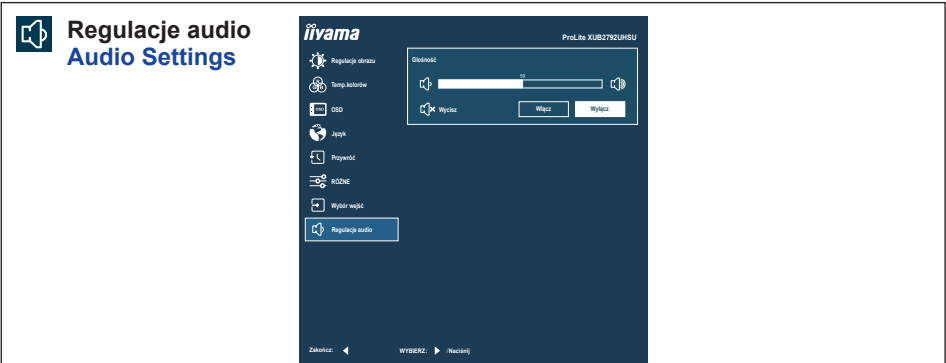 Regulacje audio
Audio Settings
iiyama
ProLite XUB2792UHSU
Regulacje obrazu
Temp.kolorów
OSD
Język
Przywróć
RÓŻNE
Wybór wejść
Regulacje audio
Głośność
50
Wycisz
Włącz
Wyłącz
Zakończ:
WYBIERZ: /Naciśnij